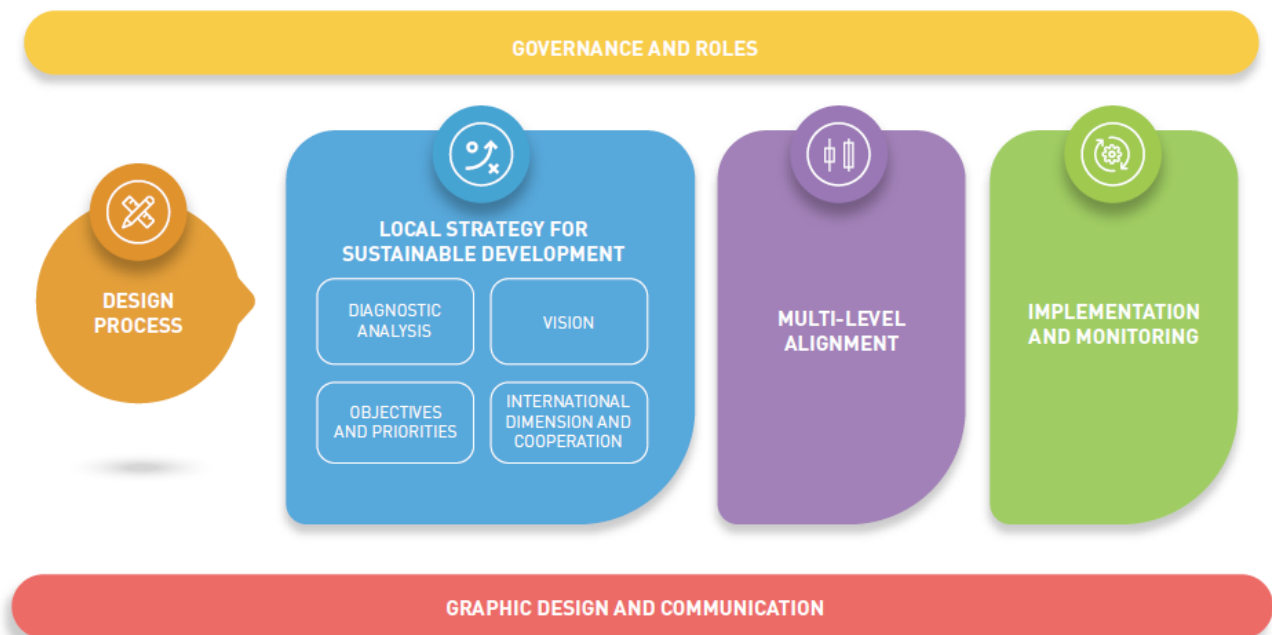 GOVERNANCE AND ROLES
DESIGN
PROCESS
LOCAL STRATEGY FOR
SUSTAINABLE DEVELOPMENT
DIAGNOSTIC
ANALYSIS
VISION
OBJECTIVES
AND PRIORITIES
INTERNATIONAL
DIMENSION AND
COOPERATION
MULTI-LEVEL
ALIGNMENT
IMPLEMENTATION
AND MONITORING
GRAPHIC DESIGN AND COMMUNICATION